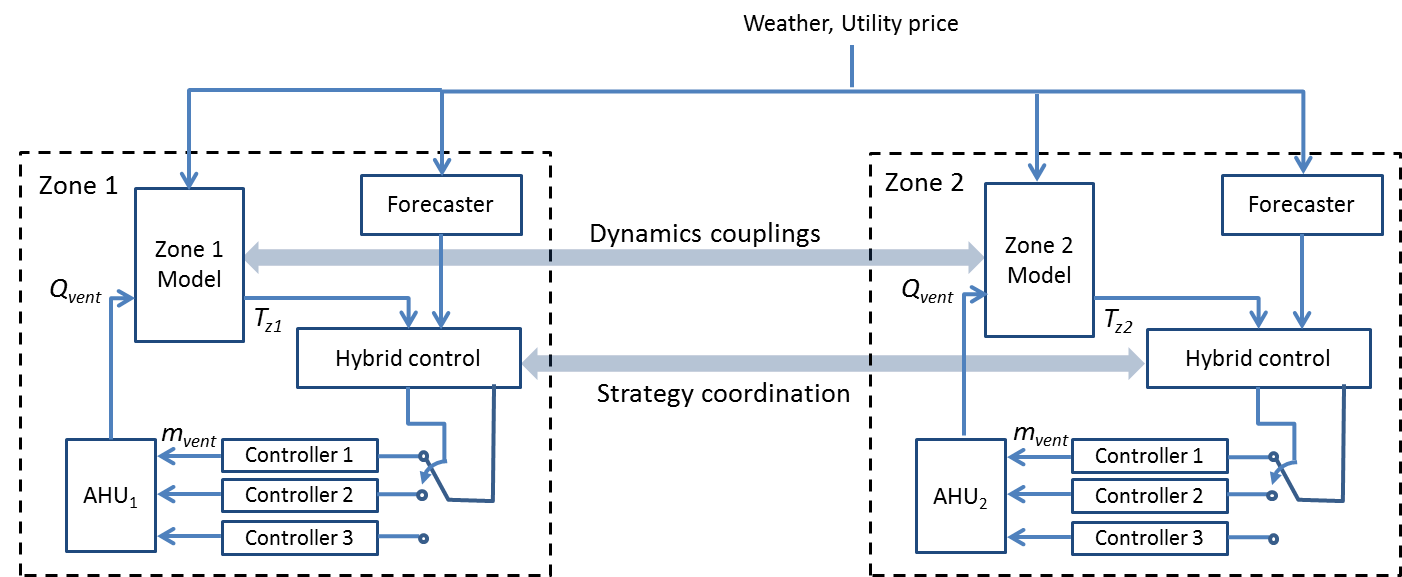 Weather, Utility price
Zone 1
Forecaster
Zone 1
Model
Qvent
Tz1
Hybrid control
mvent
AHU1
Controller 1
Controller 2
Controller 3
Dynamics couplings
Strategy coordination
Zone 2
Forecaster
Zone 2
Model
Qvent
Tz2
Hybrid control
mvent
AHU2
Controller 1
Controller 2
Controller 3